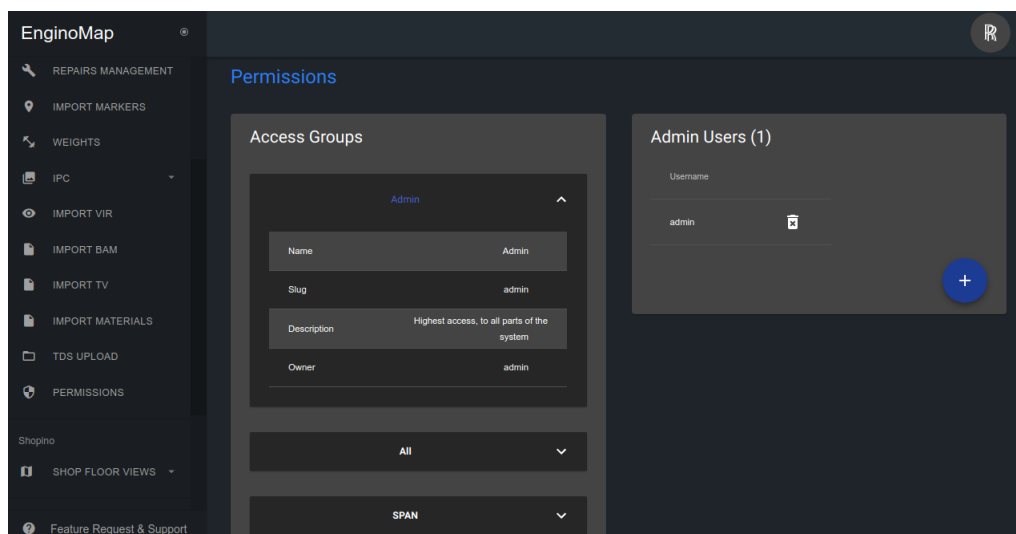 EnginoMap
REPAIRS MANAGEMENT
IMPORT MARKERS
WEIGHTS
IPC
IMPORT VIR
IMPORT BAM
IMPORT TV
IMPORT MATERIALS
TDS UPLOAD
PERMISSIONS
Shopino
SHOP FLOOR VIEWS
Feature Request & Support
Permissions
Access Groups
Admin
Name Admin
Slug admin
Description Highest access, to all parts of the
system
Owner admin
All
SPAN
Admin Users (1)
Username
admin